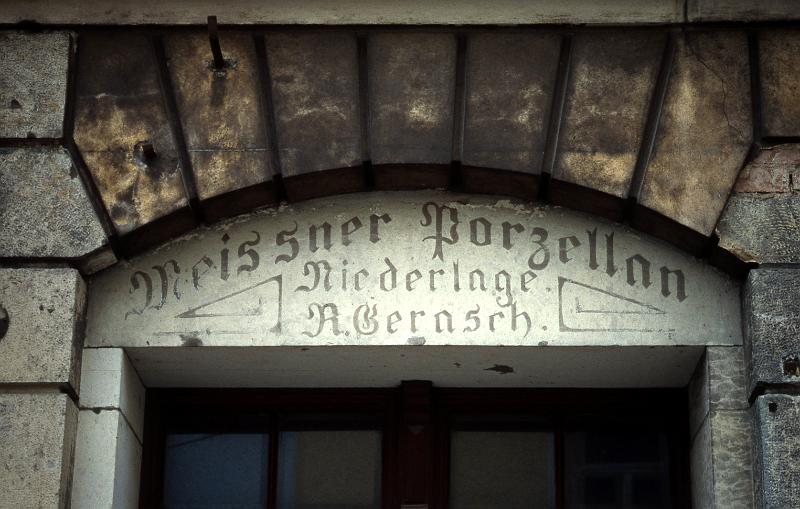 Meissner Porzellan
Niederlage.
R. Gerasch.